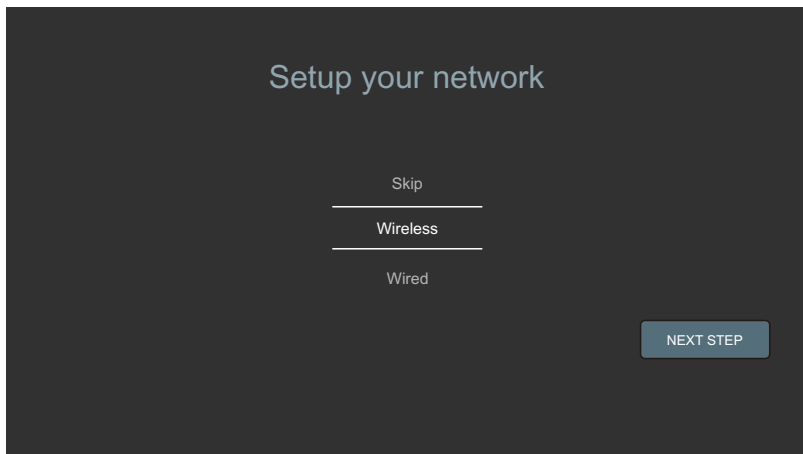 Setup your network
Skip
Wireless
Wired
NEXT STEP